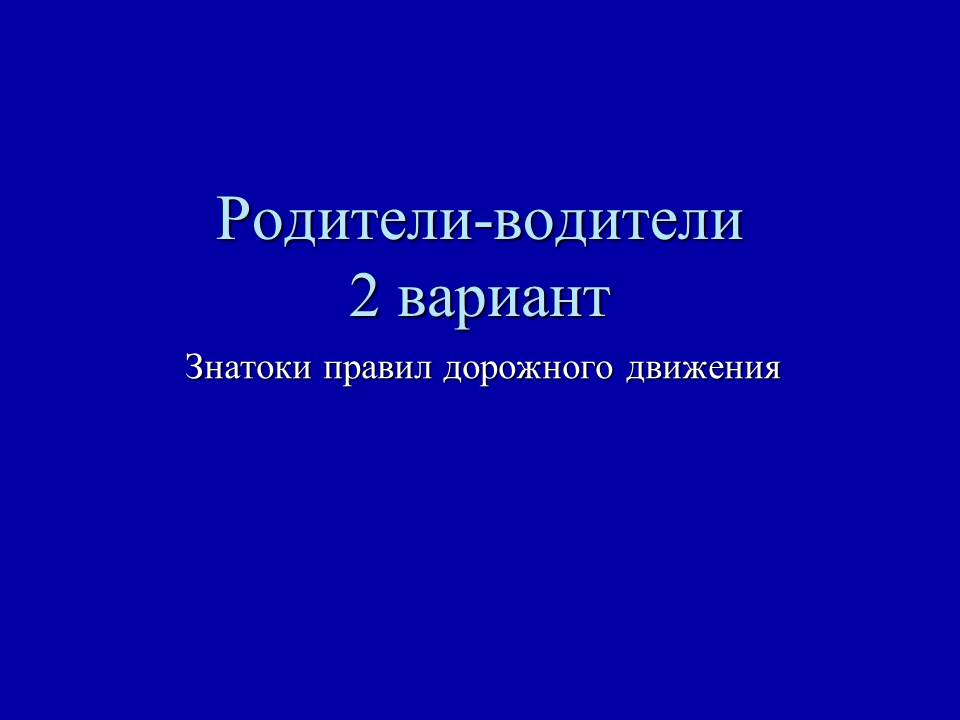 Родители-водители
2 вариант
Знатоки правил дорожного движения